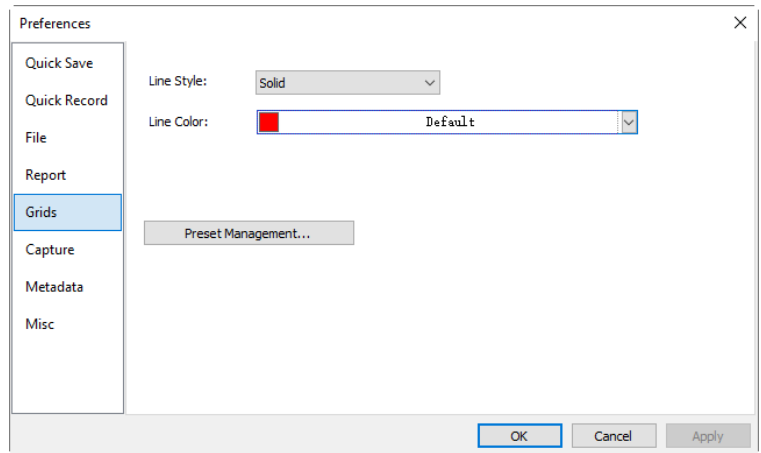 Preferences
Quick Save
Quick Record
File
Report
Grids
Capture
Metadata
Misc
Line Style:
Solid
Line Color:
Default
Preset Management...
OK
Cancel
Apply